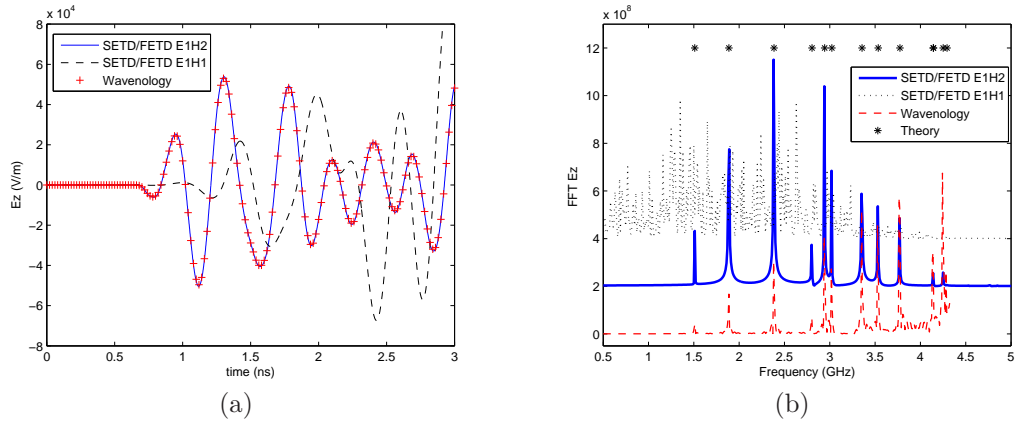 x 10^4
8
6
4
2
0
−2
−4
−6
−8
Ez (V/m)
SETD/FETD E1H2
SETD/FETD E1H1
Wavenology
0
0.5
1
1.5
2
2.5
3
time (ns)
(a)
x 10^8
12
10
8
6
4
2
0
FFT Ez
SETD/FETD E1H2
SETD/FETD E1H1
Wavenology
Theory
0.5
1
1.5
2
2.5
3
3.5
4
4.5
5
Frequency (GHz)
(b)